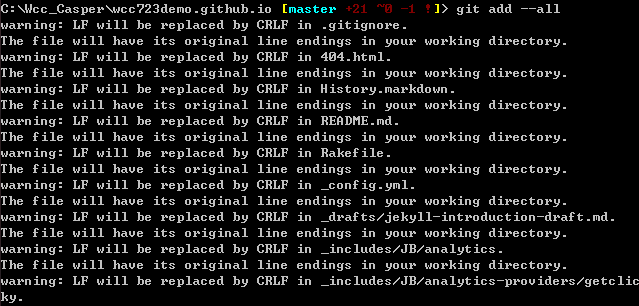 C:\Wcc_Casper\wcc723demo.github.io [master +21 ~0 -1 !]> git add --all
warning: LF will be replaced by CRLF in .gitignore.
The file will have its original line endings in your working directory.
warning: LF will be replaced by CRLF in 404.html.
The file will have its original line endings in your working directory.
warning: LF will be replaced by CRLF in History.markdown.
The file will have its original line endings in your working directory.
warning: LF will be replaced by CRLF in README.md.
The file will have its original line endings in your working directory.
warning: LF will be replaced by CRLF in Rakefile.
The file will have its original line endings in your working directory.
warning: LF will be replaced by CRLF in _config.yml.
The file will have its original line endings in your working directory.
warning: LF will be replaced by CRLF in _drafts/jekyll-introduction-draft.md.
The file will have its original line endings in your working directory.
warning: LF will be replaced by CRLF in _includes/JB/analytics.
The file will have its original line endings in your working directory.
warning: LF will be replaced by CRLF in _includes/JB/analytics-providers/getclic
ky.